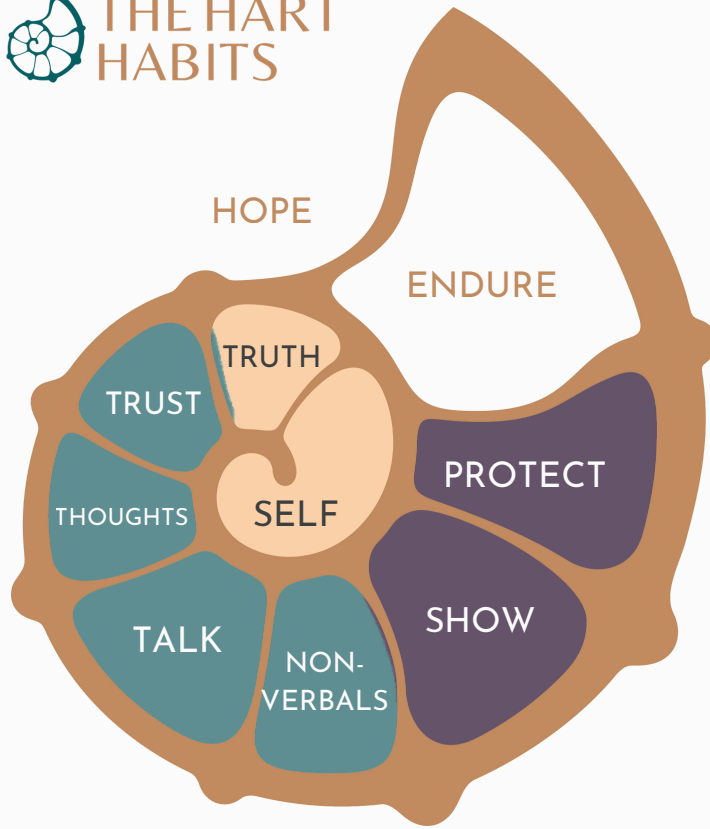 THE HART
HABITS
HOPE
ENDURE
TRUTH
TRUST
THOUGHTS
SELF
PROTECT
TALK
NON-
VERBALS
SHOW